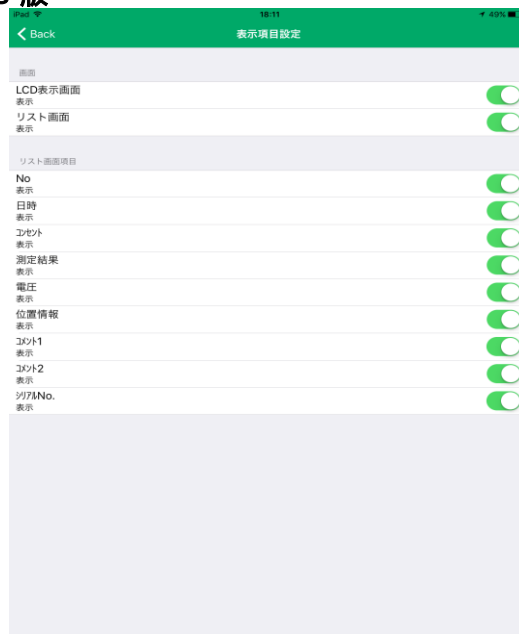 版
iPad 18:11 49%
Back 表示項目設定
画面
LCD表示画面
表示
リスト画面
表示
リスト画面項目
No
表示
日時
表示
ｺﾝｾﾝﾄ
表示
測定結果
表示
電圧
表示
位置情報
表示
ｺﾒﾝﾄ1
表示
ｺﾒﾝﾄ2
表示
ｼﾘｱﾙNo.
表示